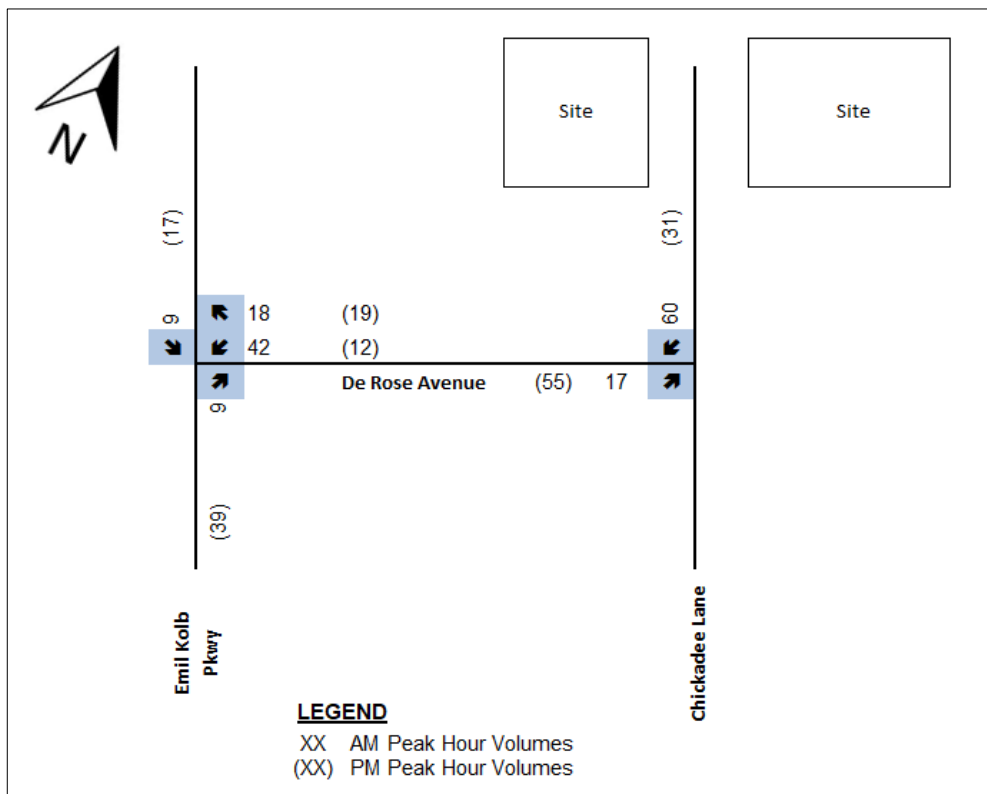 N
Site
Site
(17)
(31)
9
18 (19)
60
42 (12)
De Rose Avenue (55) 17
9
(39)
Emil Kolb
Pkwy
Chickadee Lane
LEGEND
XX AM Peak Hour Volumes
(XX) PM Peak Hour Volumes